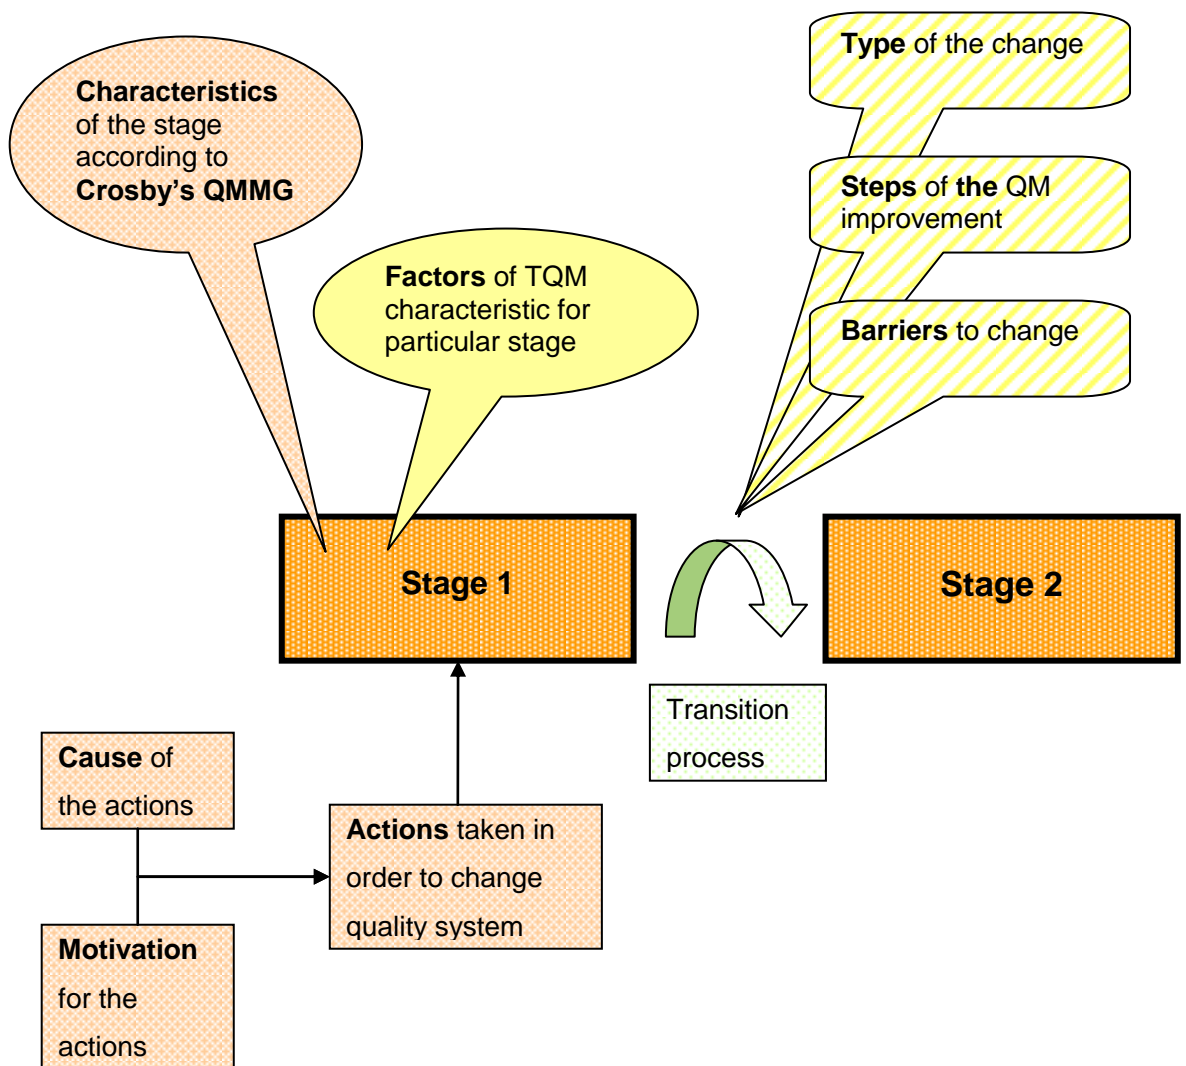 Type of the change
Characteristics
of the stage
according to
Crosby's QMMG
Steps of the QM
improvement
Factors of TQM
characteristic for
particular stage
Barriers to change
Stage 1
Stage 2
Transition
process
Cause of
the actions
Actions taken in
order to change
quality system
Motivation
for the
actions